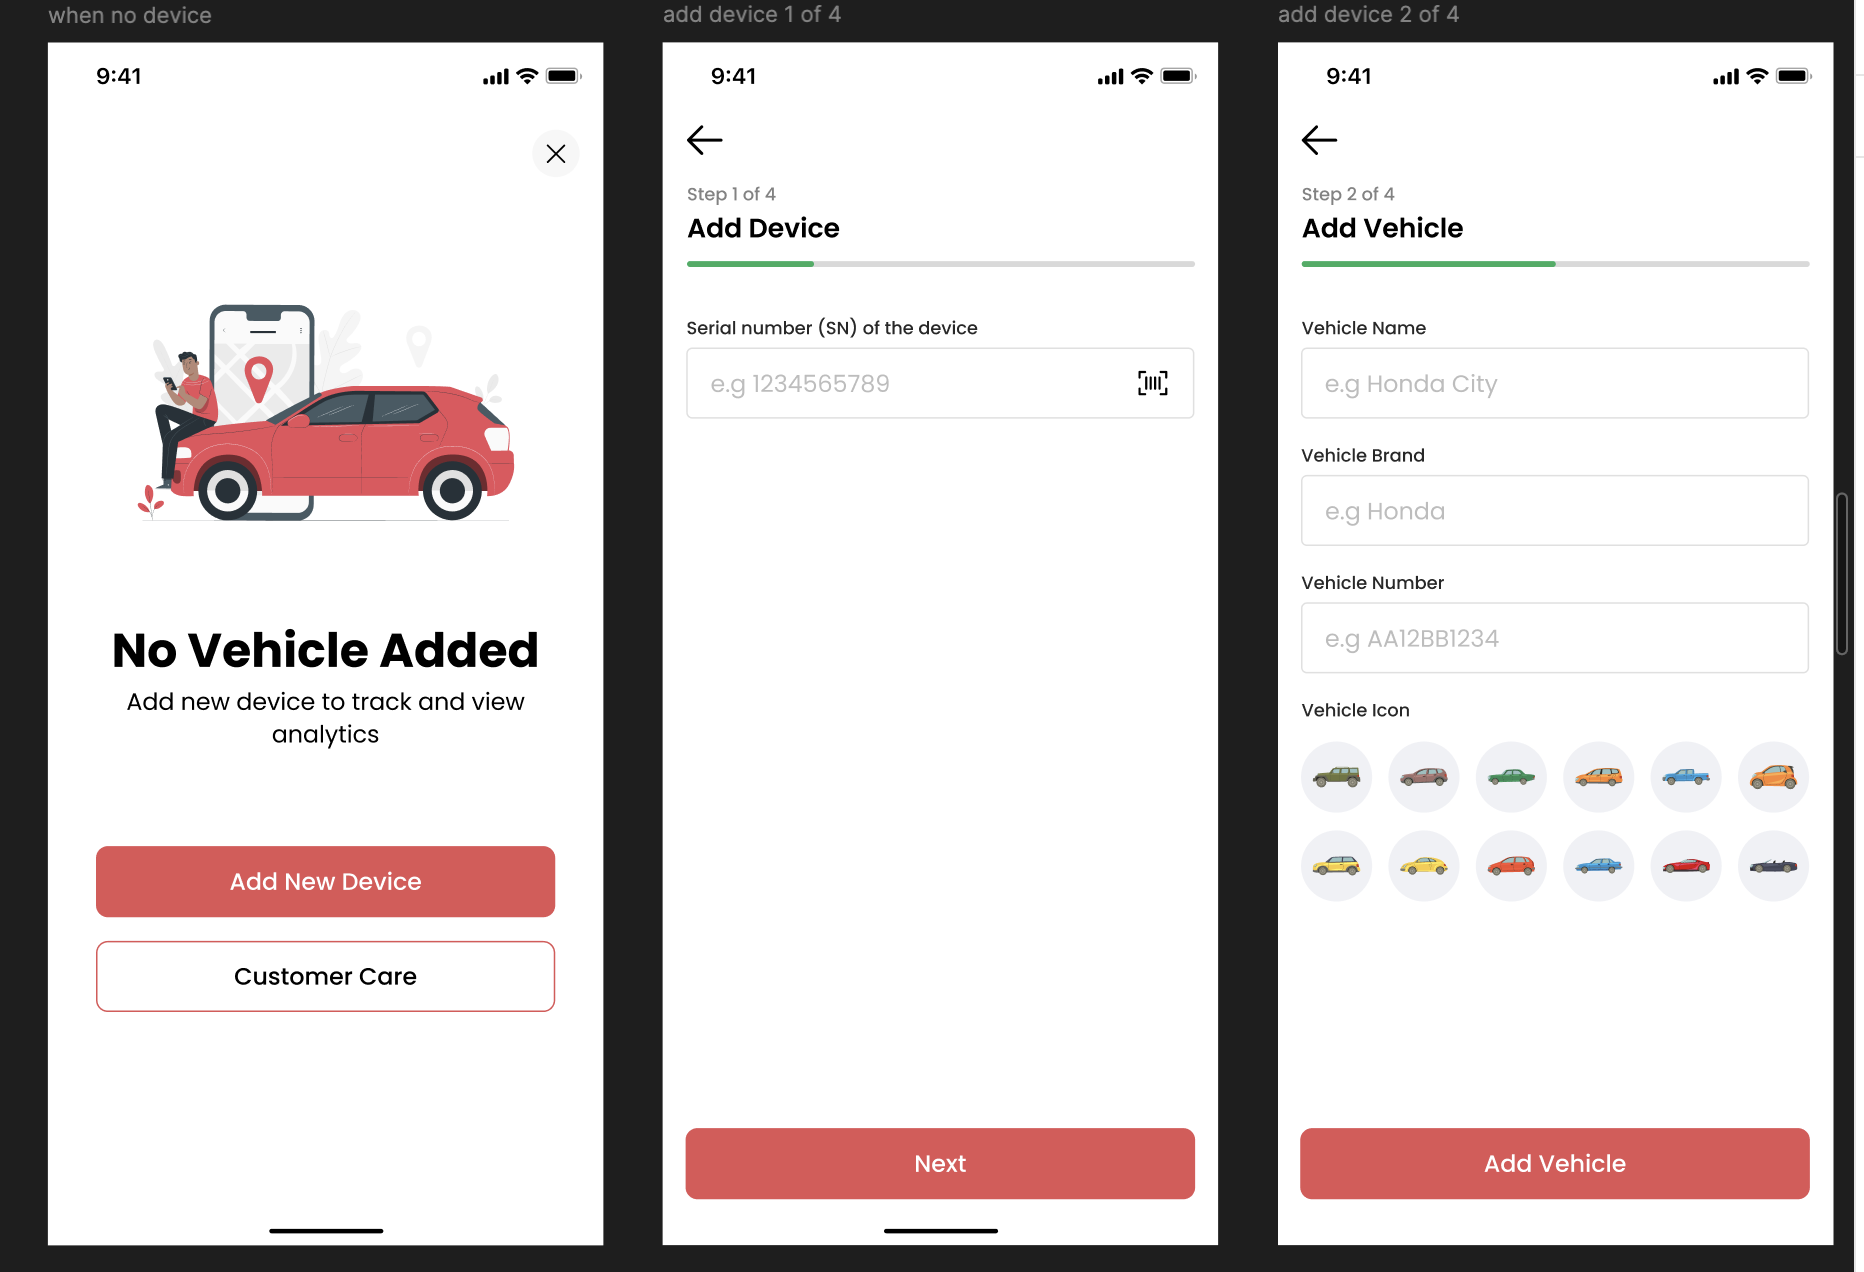 when no device
9:41
No Vehicle Added
Add new device to track and view
analytics
Add New Device
Customer Care
add device 1 of 4
9:41
Step 1 of 4
Add Device
Serial number (SN) of the device
e.g 1234565789
Next
add device 2 of 4
9:41
Step 2 of 4
Add Vehicle
Vehicle Name
e.g Honda City
Vehicle Brand
e.g Honda
Vehicle Number
e.g AA12BB1234
Vehicle Icon
Add Vehicle